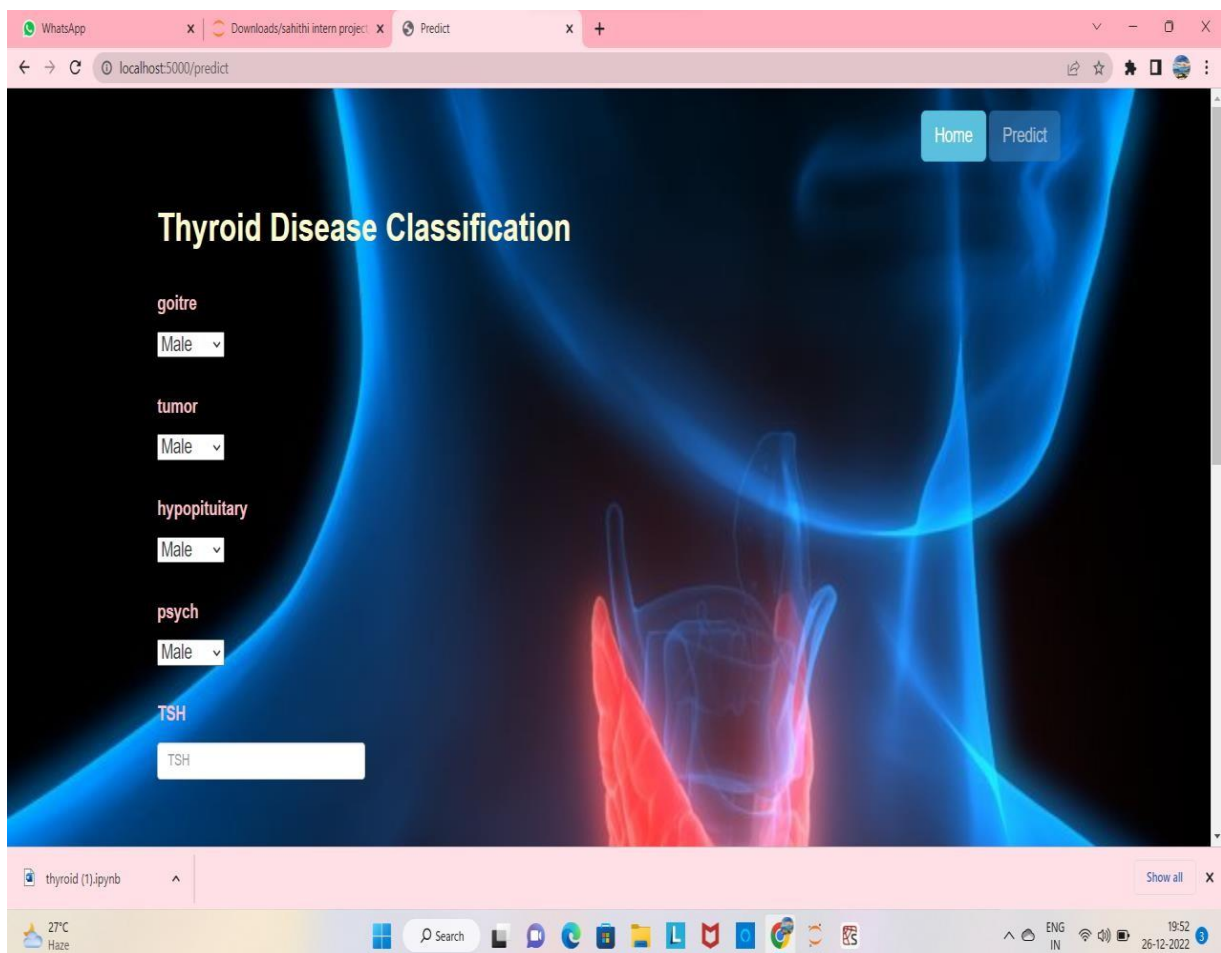 WhatsApp
Downloads/sahithi intern project
Predict
localhost:5000/predict
Home Predict
Thyroid Disease Classification
goitre
Male
tumor
Male
hypopituitary
Male
psych
Male
TSH
TSH
thyroid (1).ipynb
Show all
27°C
Haze
Search
ENG
IN
19:52
26-12-2022
3